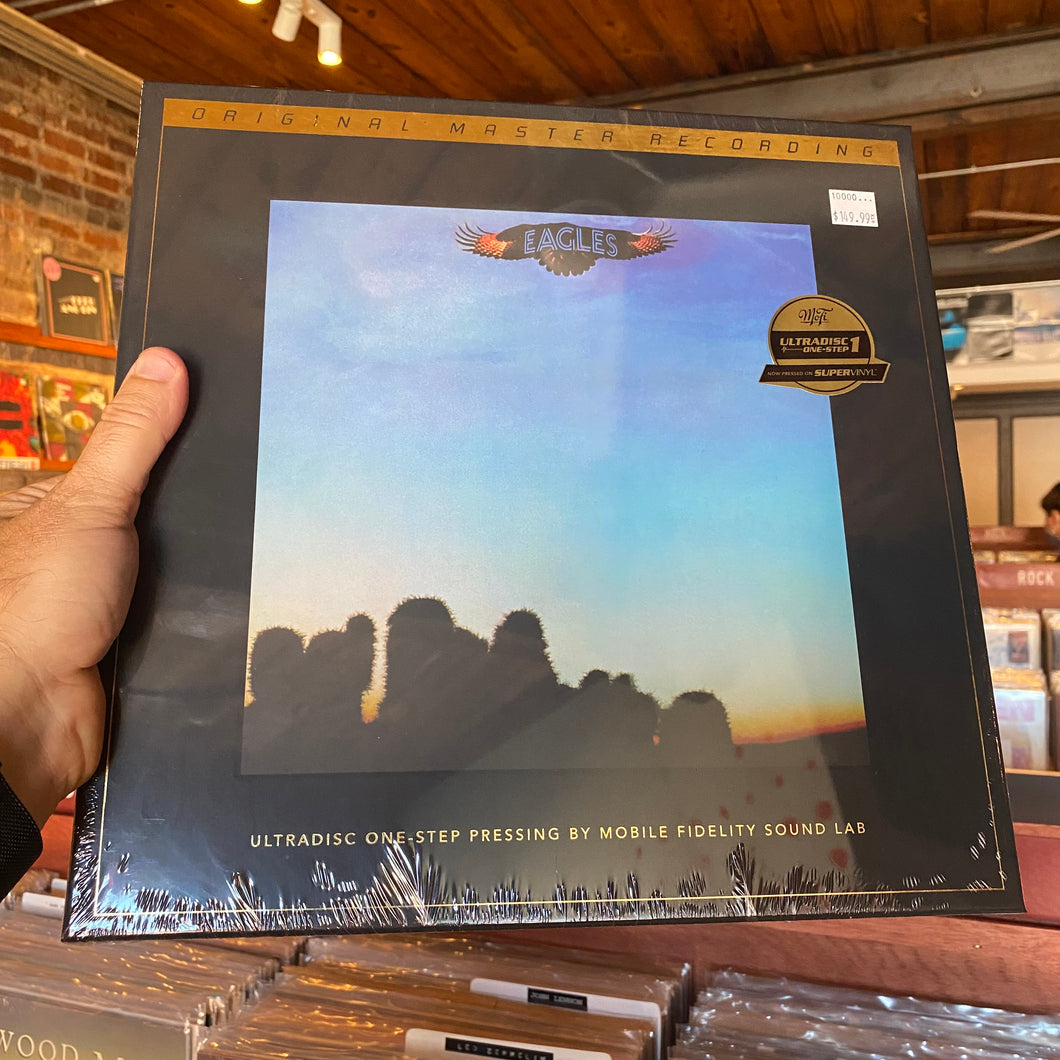 ORIGINAL MASTER RECORDING
10000...
$149.99
EAGLES
MoFi
ULTRADISC
ONE-STEP 1
NOW PRESSED ON SUPERVINYL
ROCK
ULTRADISC ONE-STEP PRESSING BY MOBILE FIDELITY SOUND LAB
JOHN LENNON
LED ZEPPELIN
WOOD